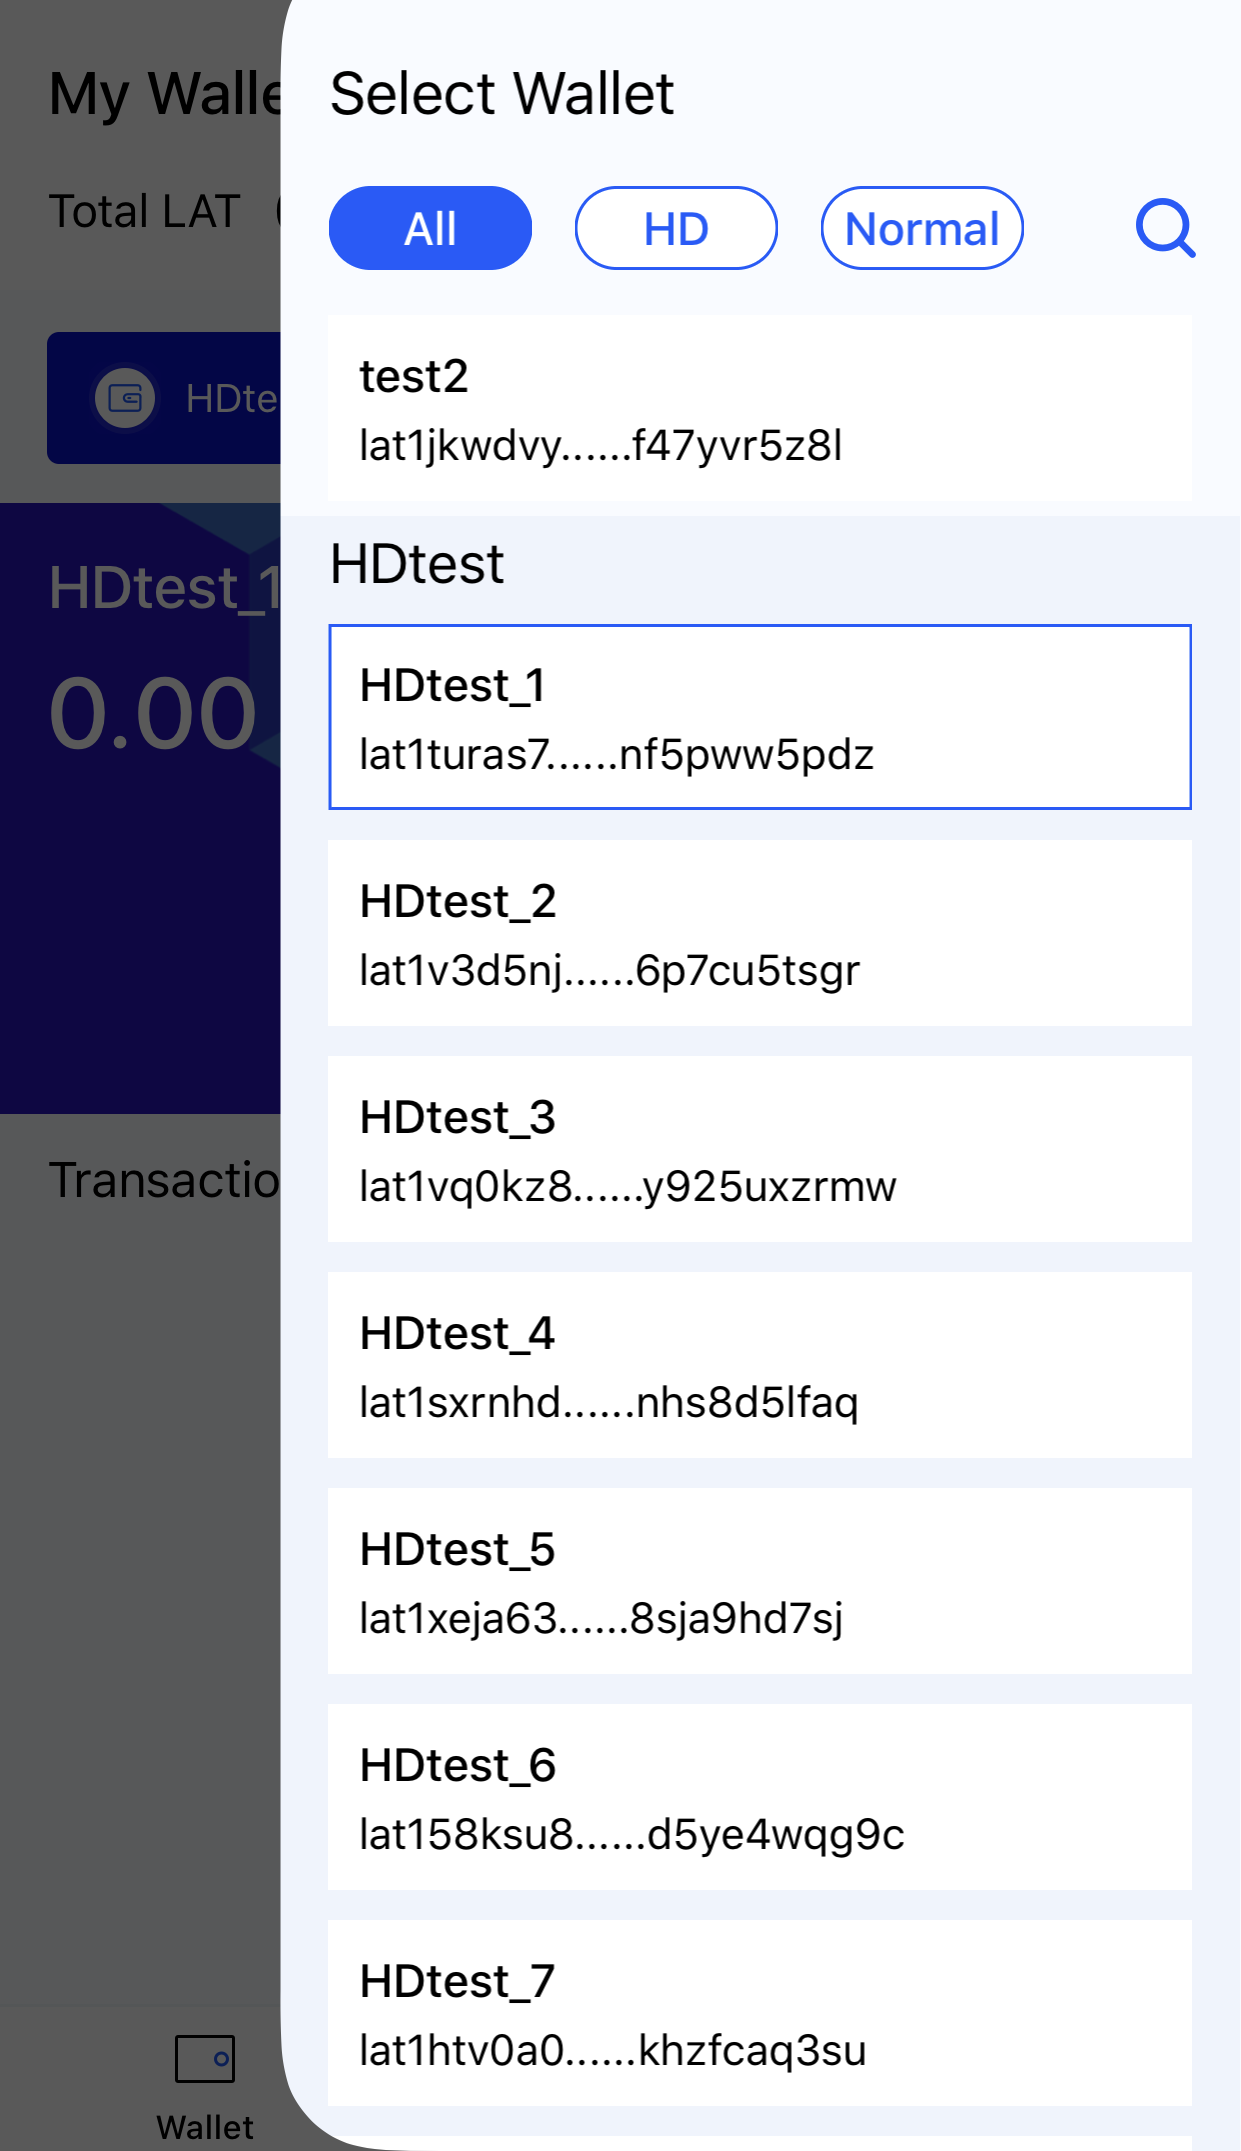 My Walle
Total LAT
HDte
HDtest_1
0.00
Transactio
Wallet
Select Wallet
All
HD
Normal
test2
lat1jkwdvy......f47yvr5z8l
HDtest
HDtest_1
lat1turas7......nf5pww5pdz
HDtest_2
lat1v3d5nj......6p7cu5tsgr
HDtest_3
lat1vq0kz8......y925uxzrmw
HDtest_4
lat1sxrnhd......nhs8d5lfaq
HDtest_5
lat1xeja63......8sja9hd7sj
HDtest_6
lat158ksu8......d5ye4wqg9c
HDtest_7
lat1htv0a0......khzfcaq3su